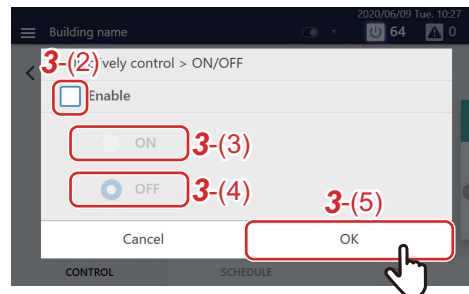 2020/06/09 Tue. 10:27
Building name
64
0
3-(2)
ively control > ON/OFF
Enable
ON
3-(3)
OFF
3-(4)
3-(5)
Cancel
OK
CONTROL
SCHEDULE